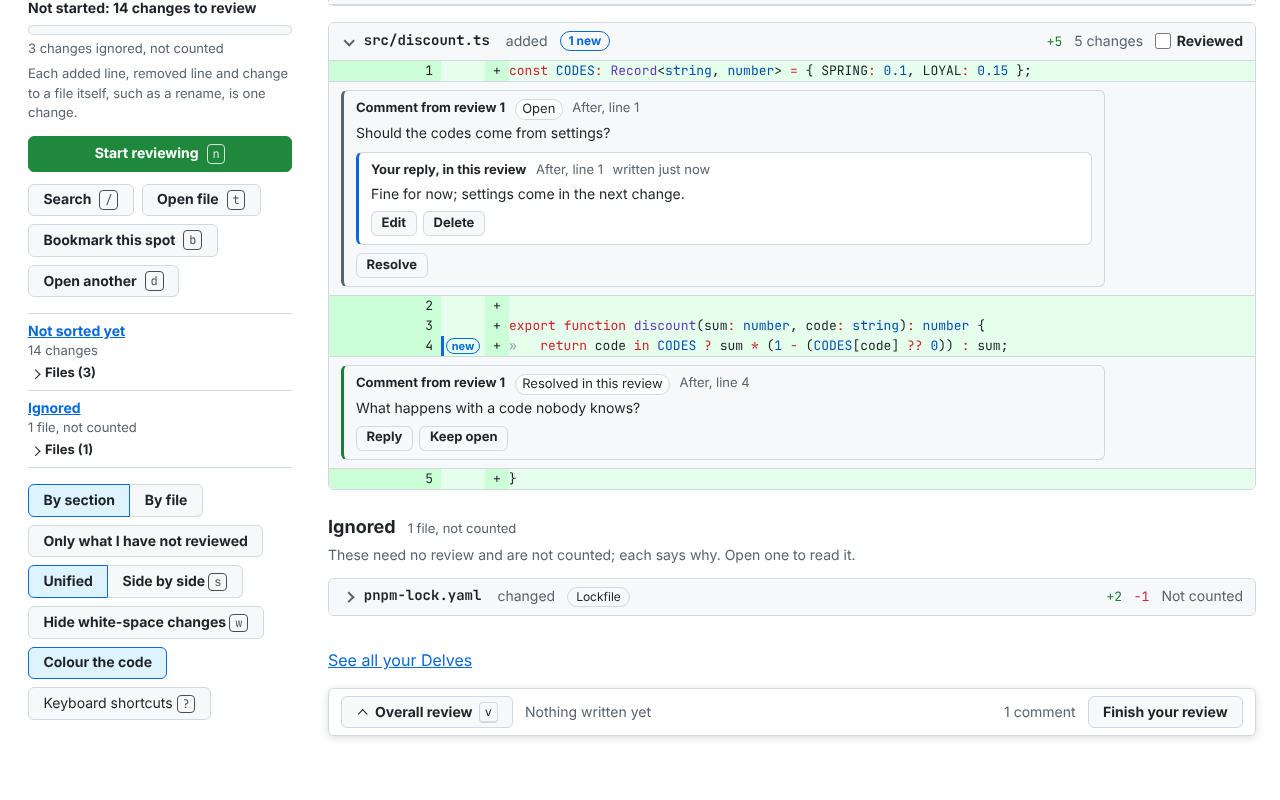 Not started: 14 changes to review
3 changes ignored, not counted
Each added line, removed line and change
to a file itself, such as a rename, is one
change.
Start reviewing n
Search / Open file t
Bookmark this spot b
Open another d
Not sorted yet
14 changes
Files (3)
Ignored
1 file, not counted
Files (1)
By section By file
Only what I have not reviewed
Unified Side by side s
Hide white-space changes w
Colour the code
Keyboard shortcuts ?
src/discount.ts added 1 new +5 5 changes Reviewed
1 + const CODES: Record<string, number> = { SPRING: 0.1, LOYAL: 0.15 };
Comment from review 1 Open After, line 1
Should the codes come from settings?
Your reply, in this review After, line 1 written just now
Fine for now; settings come in the next change.
Edit Delete
Resolve
2 +
3 + export function discount(sum: number, code: string): number {
4 new + » return code in CODES ? sum * (1 - (CODES[code] ?? 0)) : sum;
Comment from review 1 Resolved in this review After, line 4
What happens with a code nobody knows?
Reply Keep open
5 + }
Ignored 1 file, not counted
These need no review and are not counted; each says why. Open one to read it.
pnpm-lock.yaml changed Lockfile +2 -1 Not counted
See all your Delves
Overall review v Nothing written yet 1 comment Finish your review